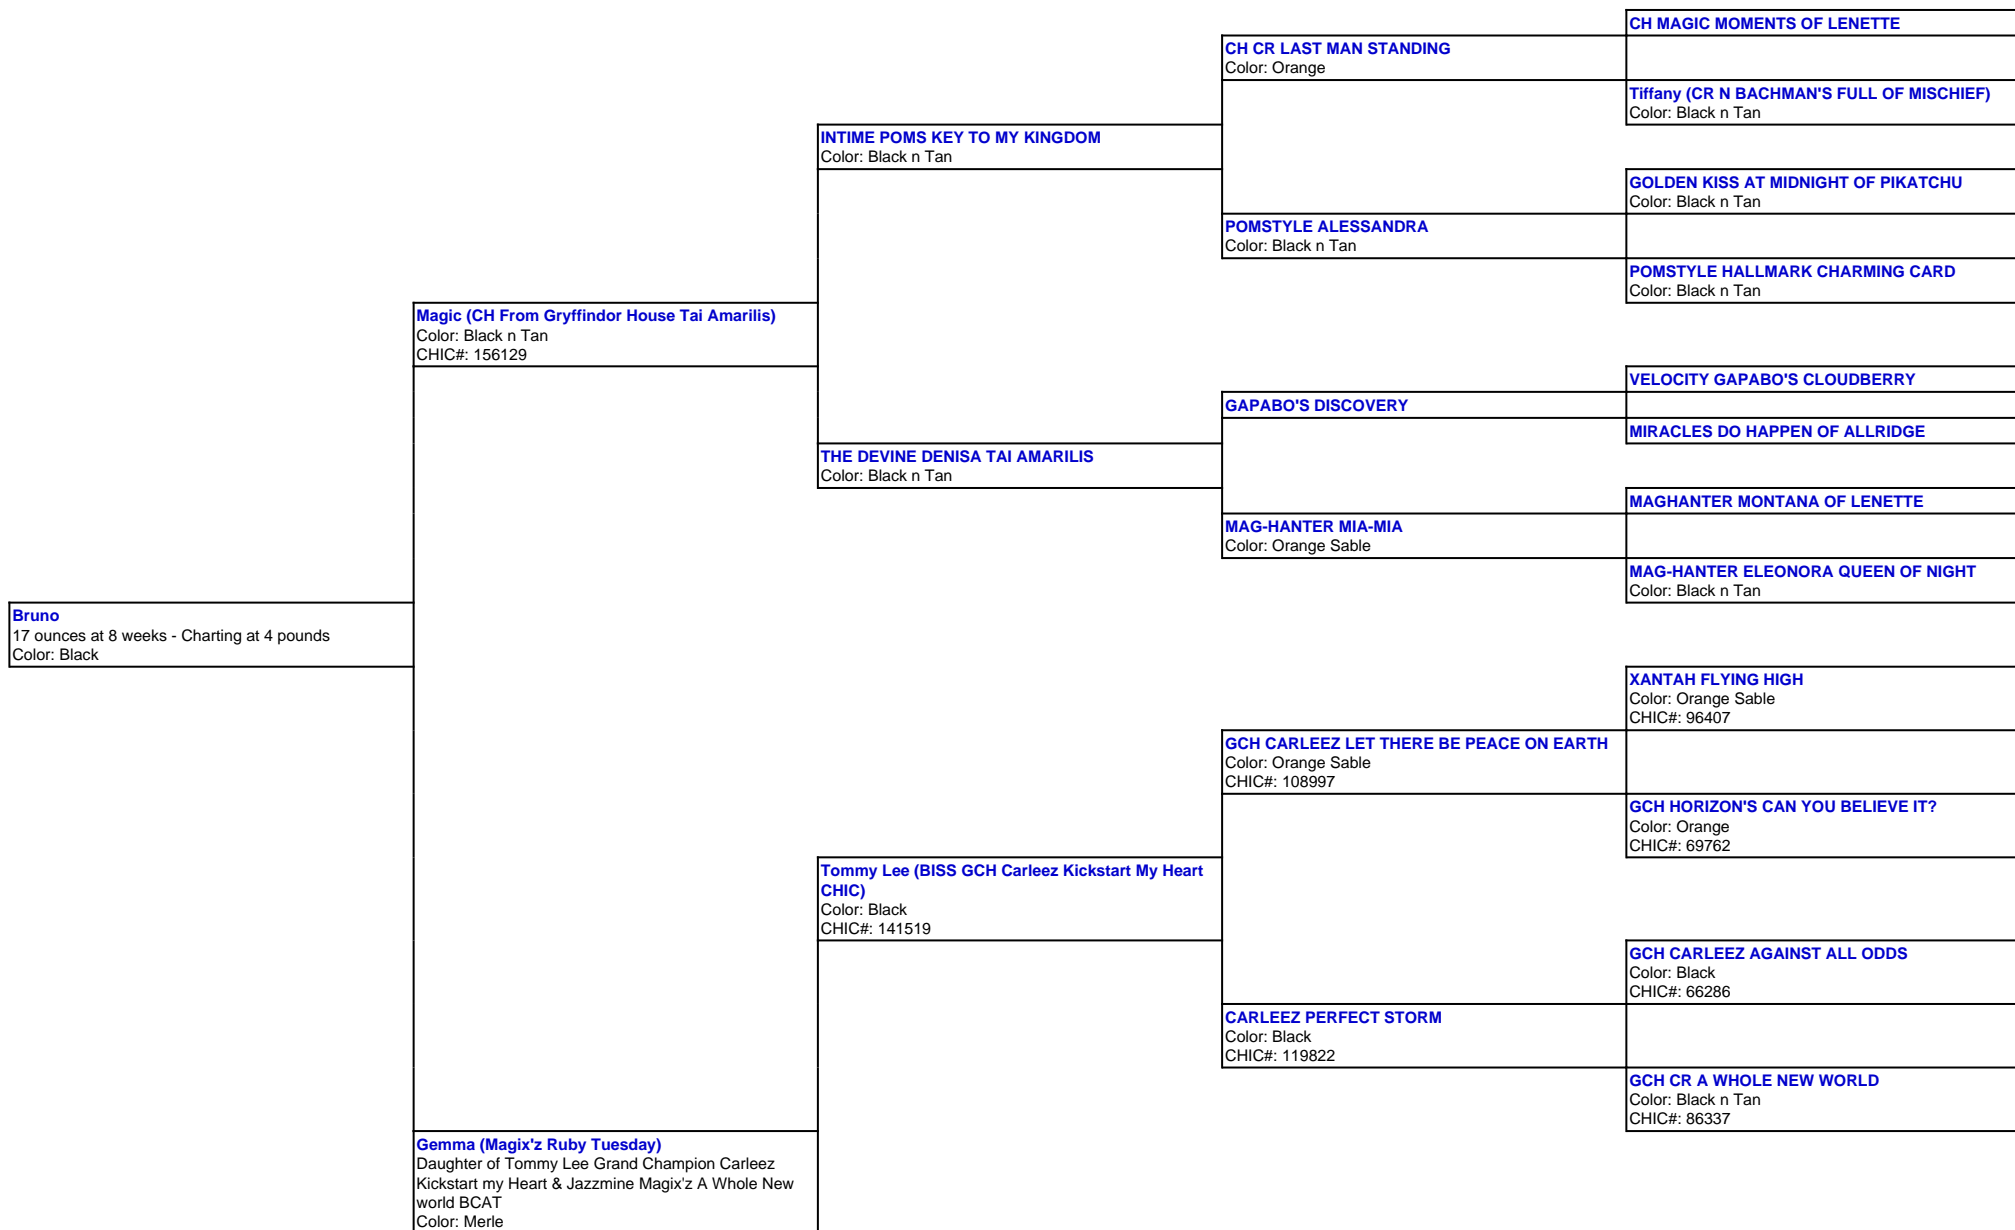 CH MAGIC MOMENTS OF LENETTE
CH CR LAST MAN STANDING
Color: Orange
Tiffany (CR N BACHMAN'S FULL OF MISCHIEF)
Color: Black n Tan
INTIME POMS KEY TO MY KINGDOM
Color: Black n Tan
GOLDEN KISS AT MIDNIGHT OF PIKATCHU
Color: Black n Tan
POMSTYLE ALESSANDRA
Color: Black n Tan
POMSTYLE HALLMARK CHARMING CARD
Color: Black n Tan
Magic (CH From Gryffindor House Tai Amarilis)
Color: Black n Tan
CHIC#: 156129
VELOCITY GAPABO'S CLOUDBERRY
GAPABO'S DISCOVERY
MIRACLES DO HAPPEN OF ALLRIDGE
THE DEVINE DENISA TAI AMARILIS
Color: Black n Tan
MAGHANTER MONTANA OF LENETTE
MAG-HANTER MIA-MIA
Color: Orange Sable
MAG-HANTER ELEONORA QUEEN OF NIGHT
Color: Black n Tan
Bruno
17 ounces at 8 weeks - Charting at 4 pounds
Color: Black
XANTAH FLYING HIGH
Color: Orange Sable
CHIC#: 96407
GCH CARLEEZ LET THERE BE PEACE ON EARTH
Color: Orange Sable
CHIC#: 108997
GCH HORIZON'S CAN YOU BELIEVE IT?
Color: Orange
CHIC#: 69762
Tommy Lee (BISS GCH Carleez Kickstart My Heart
CHIC)
Color: Black
CHIC#: 141519
GCH CARLEEZ AGAINST ALL ODDS
Color: Black
CHIC#: 66286
CARLEEZ PERFECT STORM
Color: Black
CHIC#: 119822
GCH CR A WHOLE NEW WORLD
Color: Black n Tan
CHIC#: 86337
Gemma (Magix'z Ruby Tuesday)
Daughter of Tommy Lee Grand Champion Carleez
Kickstart my Heart & Jazzmine Magix'z A Whole New
world BCAT
Color: Merle